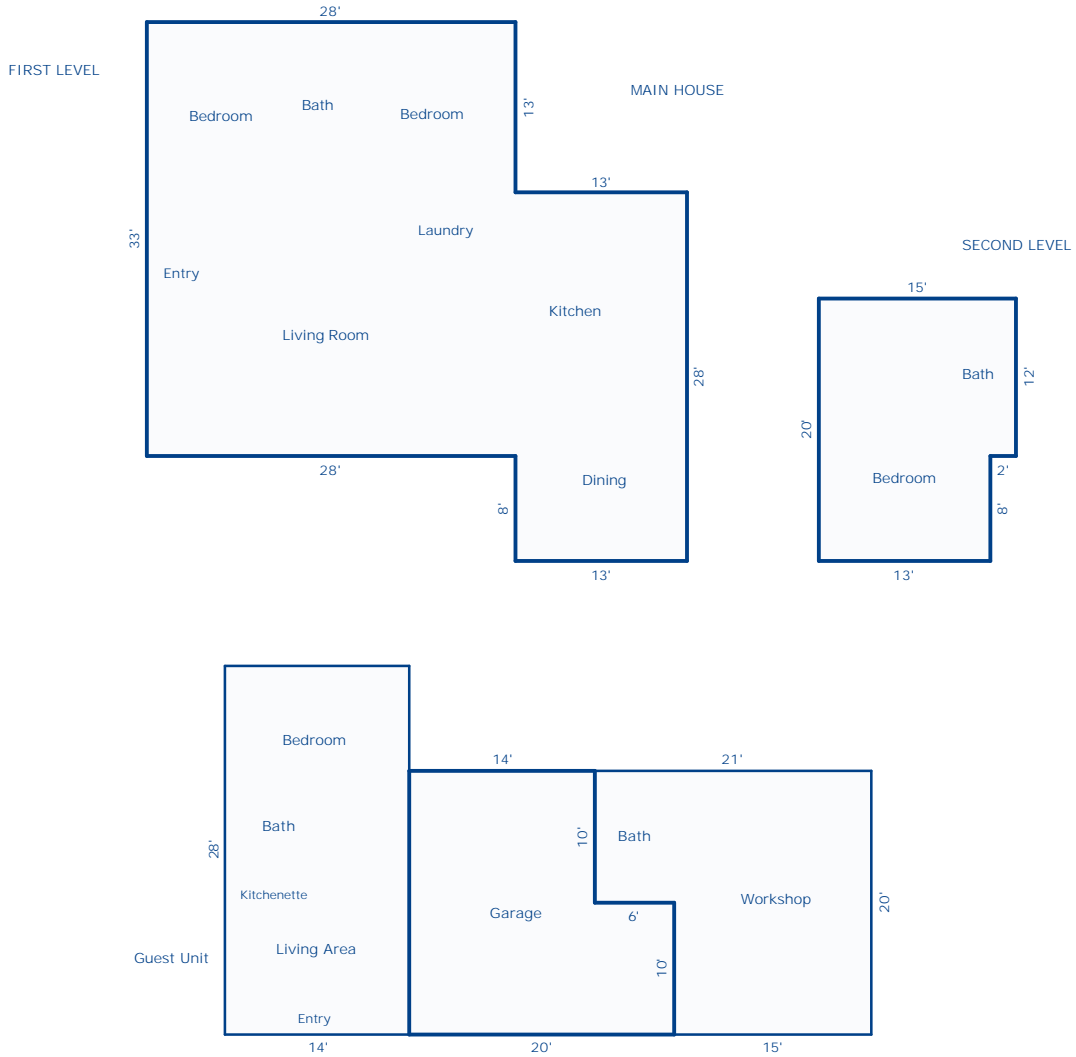 28'
FIRST LEVEL
MAIN HOUSE
Bath
Bedroom
Bedroom
13'
13'
Laundry
33'
Entry
SECOND LEVEL
15'
Kitchen
Living Room
Bath
12'
28'
20'
28'
2'
Bedroom
Dining
8'
8'
13'
13'
Bedroom
14'
21'
Bath
10'
Bath
28'
Kitchenette
Workshop
20'
Garage
6'
Living Area
Guest Unit
10'
Entry
14'
20'
15'